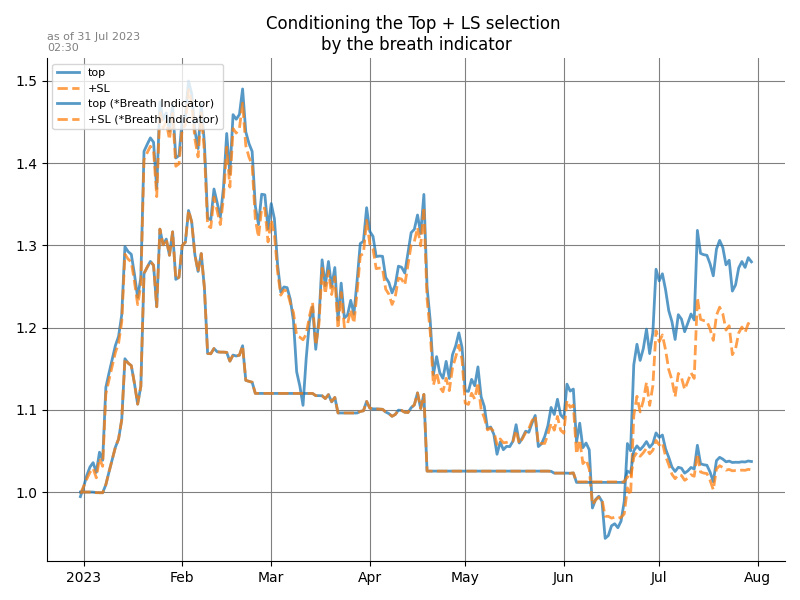 Conditioning the Top + LS selection
by the breath indicator
as of 31 Jul 2023
02:30
top
+SL
top (*Breath Indicator)
+SL (*Breath Indicator)
1.5
1.4
1.3
1.2
1.1
1.0
2023 Feb Mar Apr May Jun Jul Aug